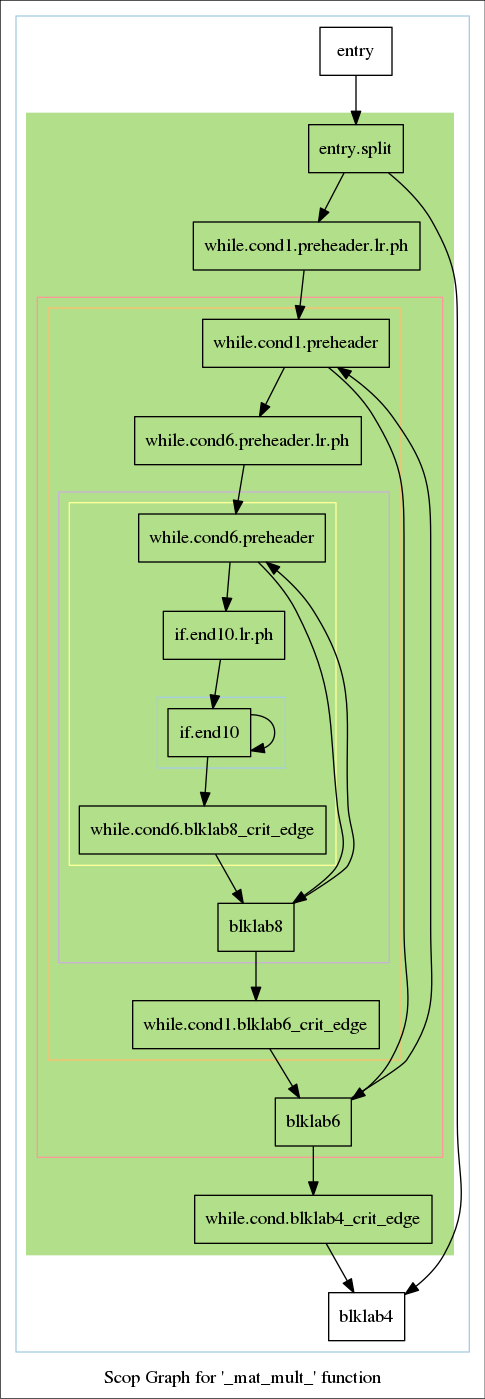 entry
entry.split
while.cond1.preheader.lr.ph
while.cond1.preheader
while.cond6.preheader.lr.ph
while.cond6.preheader
if.end10.lr.ph
if.end10
while.cond6.blklab8_crit_edge
blklab8
while.cond1.blklab6_crit_edge
blklab6
while.cond.blklab4_crit_edge
blklab4
Scop Graph for '_mat_mult_' function